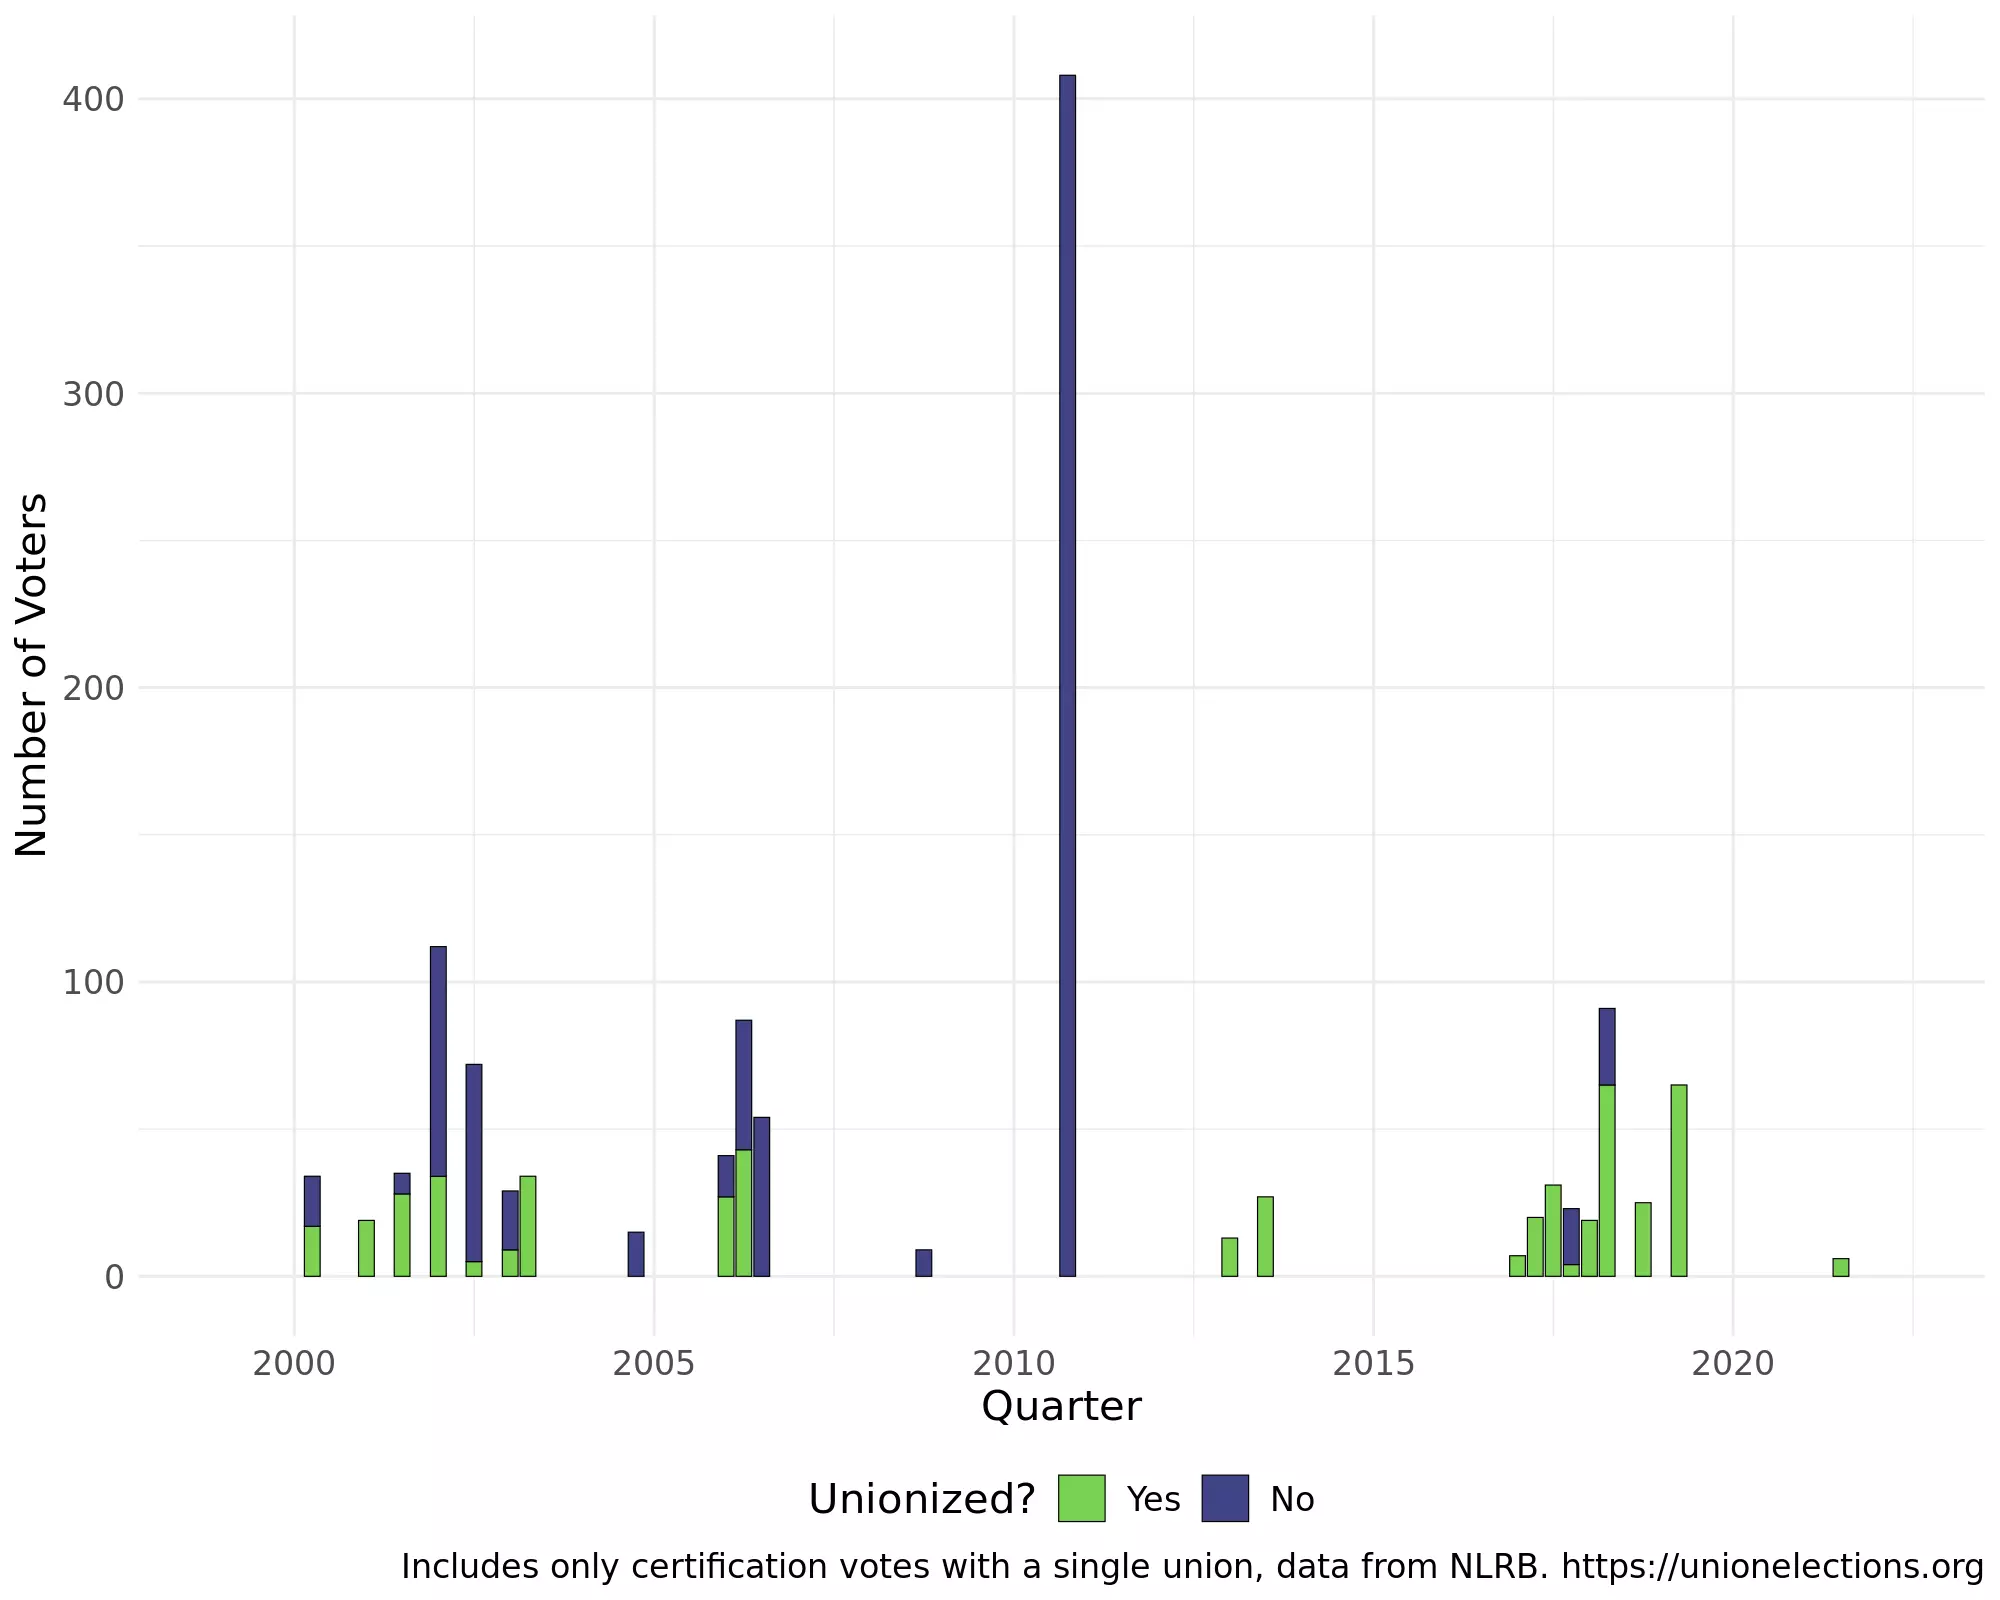 400
300
200
100
0
Number of Voters
2000 2005 2010 2015 2020
Quarter
Unionized? Yes No
Includes only certification votes with a single union, data from NLRB. https://unionelections.org